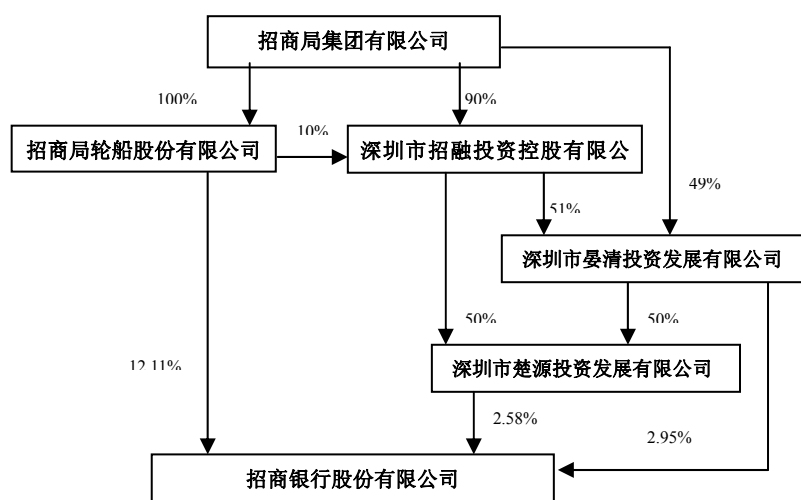 招商局集团有限公司
100%
90%
招商局轮船股份有限公司
10%
深圳市招融投资控股有限公
49%
51%
深圳市晏清投资发展有限公司
50%
50%
12.11%
深圳市楚源投资发展有限公司
2.58%
2.95%
招商银行股份有限公司